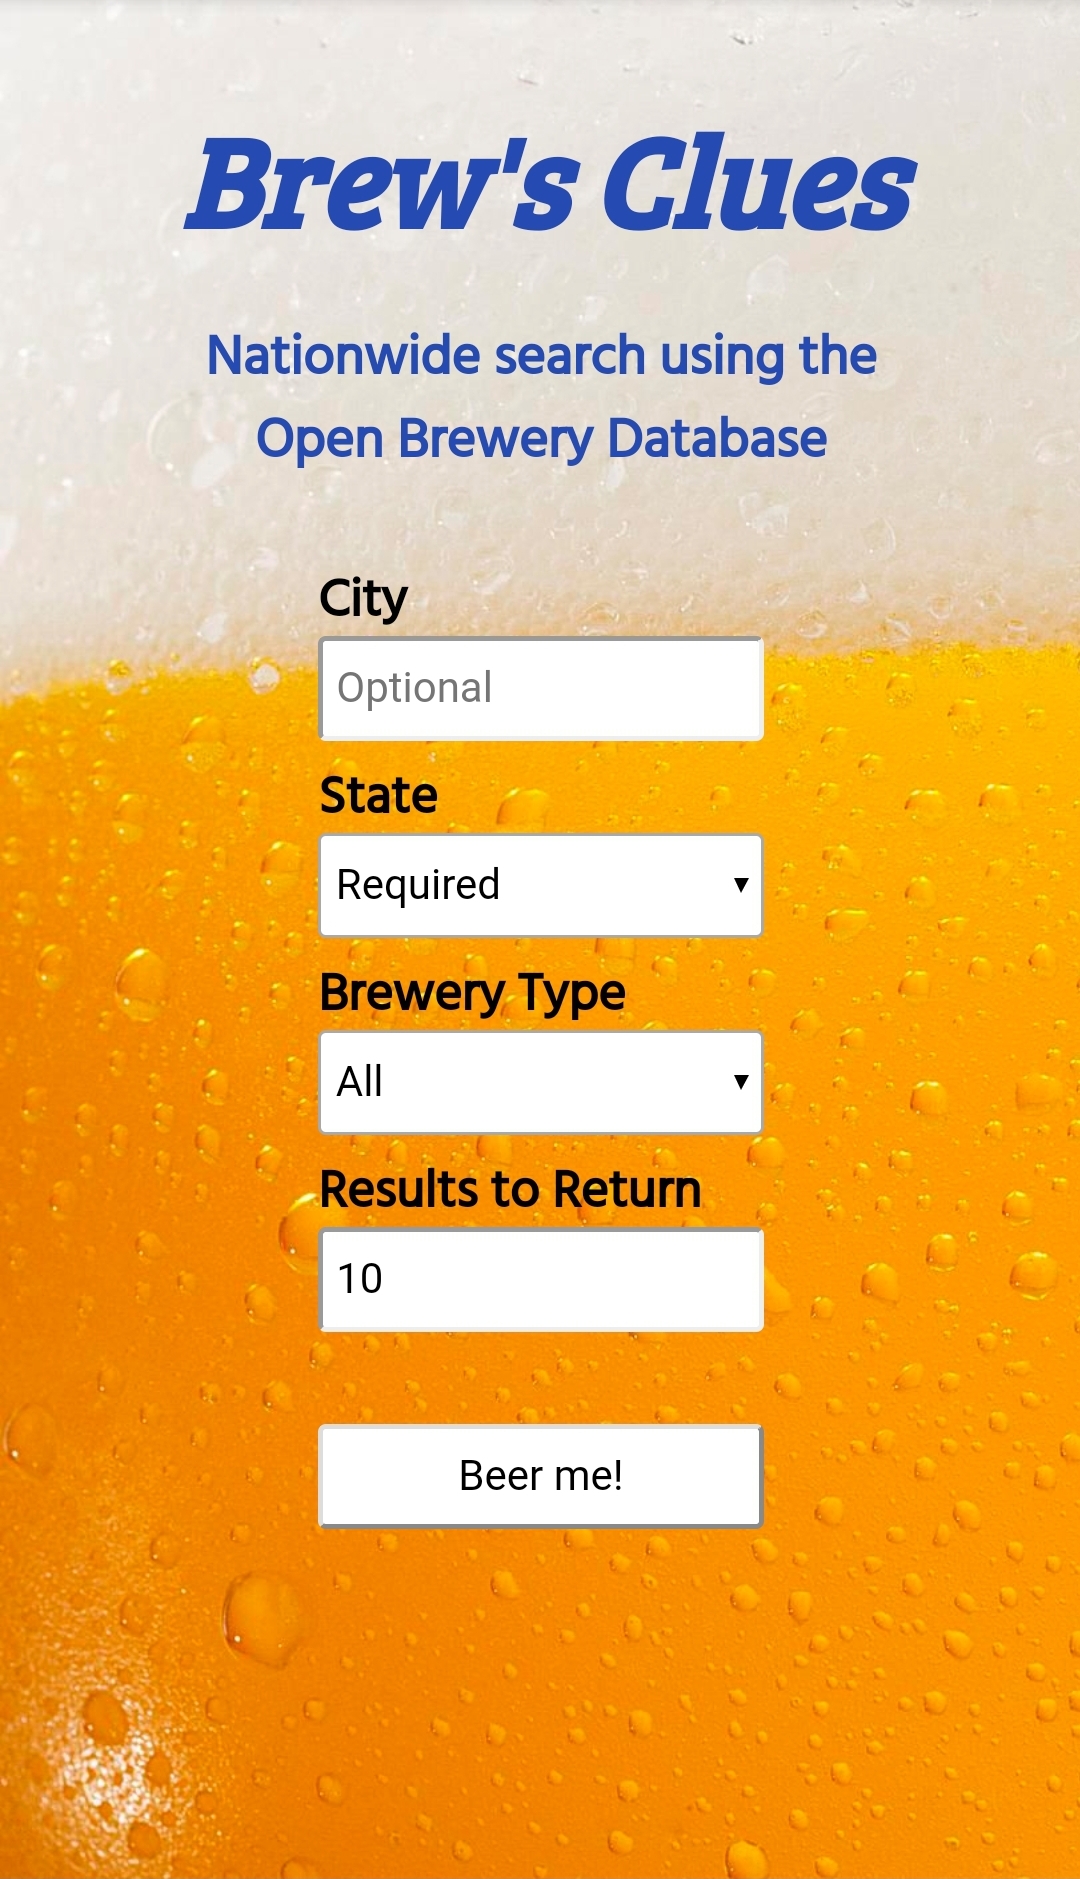 Brew's Clues
Nationwide search using the
Open Brewery Database
City
Optional
State
Required
Brewery Type
All
Results to Return
10
Beer me!